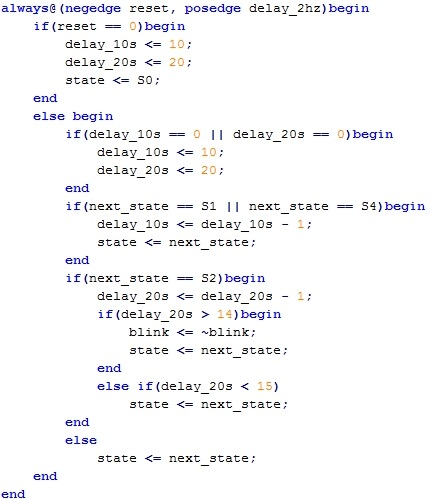 always@(negedge reset, posedge delay_2hz)begin
    if(reset == 0)begin
        delay_10s <= 10;
        delay_20s <= 20;
        state <= S0;
    end
    else begin
        if(delay_10s == 0 || delay_20s == 0)begin
            delay_10s <= 10;
            delay_20s <= 20;
        end
        if(next_state == S1 || next_state == S4)begin
            delay_10s <= delay_10s - 1;
            state <= next_state;
        end
        if(next_state == S2)begin
            delay_20s <= delay_20s - 1;
            if(delay_20s > 14)begin
                blink <= ~blink;
                state <= next_state;
            end
            else if(delay_20s < 15)
                state <= next_state;
        end
        else
            state <= next_state;
    end
end